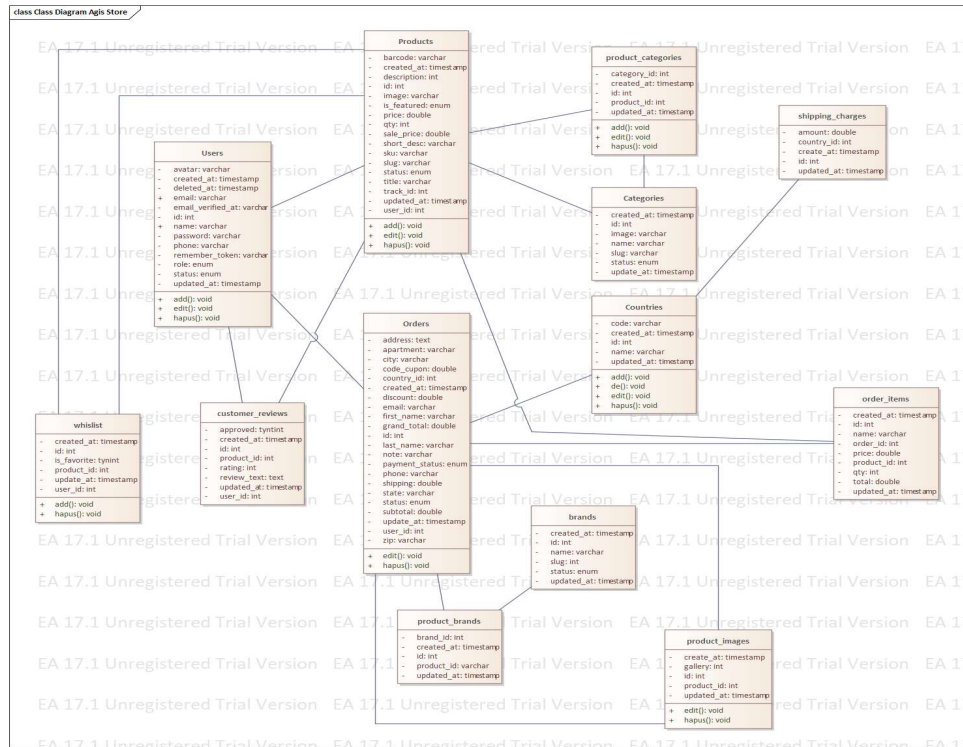 class Class Diagram Agis Store
Products
- barcode: varchar
- created_at: timestamp
- description: int
- id: int
- image: varchar
- is_featured: enum
- price: double
- qty: int
- sale_price: double
- short_desc: varchar
- sku: varchar
- slug: varchar
- status: enum
- title: varchar
- track_id: int
- updated_at: timestamp
- user_id: int
+ add(): void
+ edit(): void
+ hapus(): void
product_categories
- category_id: int
- created_at: timestamp
- id: int
- product_id: int
- updated_at: timestamp
+ add(): void
+ edit(): void
+ hapus(): void
shipping_charges
- amount: double
- country_id: int
- create_at: timestamp
- id: int
- updated_at: timestamp
Users
- avatar: varchar
- created_at: timestamp
- deleted_at: timestamp
+ email: varchar
- email_verified_at: varchar
- id: int
+ name: varchar
- password: varchar
- phone: varchar
- remember_token: varchar
- role: enum
- status: enum
- updated_at: timestamp
+ add(): void
+ edit(): void
+ hapus(): void
Categories
- created_at: timestamp
- id: int
- image: varchar
- name: varchar
- slug: varchar
- status: enum
- update_at: timestamp
Countries
- code: varchar
- created_at: timestamp
- id: int
- name: varchar
- updated_at: timestamp
+ add(): void
+ de(): void
+ edit(): void
+ hapus(): void
Orders
- address: text
- apartment: varchar
- city: varchar
- code_cupon: double
- country_id: int
- created_at: timestamp
- discount: double
- email: varchar
- first_name: varchar
- grand_total: double
- id: int
- last_name: varchar
- note: varchar
- payment_status: enum
- phone: varchar
- shipping: double
- state: varchar
- status: enum
- subtotal: double
- update_at: timestamp
- user_id: int
- zip: varchar
+ edit(): void
+ hapus(): void
order_items
- created_at: timestamp
- id: int
- name: varchar
- order_id: int
- price: double
- product_id: int
- qty: int
- total: double
- updated_at: timestamp
whislist
- created_at: timestamp
- id: int
- is_favorite: tynint
- product_id: int
- update_at: timestamp
- user_id: int
+ add(): void
+ hapus(): void
customer_reviews
- approved: tyntint
- created_at: timestamp
- id: int
- product_id: int
- rating: int
- review_text: text
- updated_at: timestamp
- user_id: int
brands
- created_at: timestamp
- id: int
- name: varchar
- slug: int
- status: enum
- updated_at: timestamp
product_brands
- brand_id: int
- created_at: timestamp
- id: int
- product_id: varchar
- updated_at: timestamp
product_images
- create_at: timestamp
- gallery: int
- id: int
- product_id: int
- updated_at: timestamp
+ edit(): void
+ hapus(): void
EA 17.1 Unregistered Trial Version